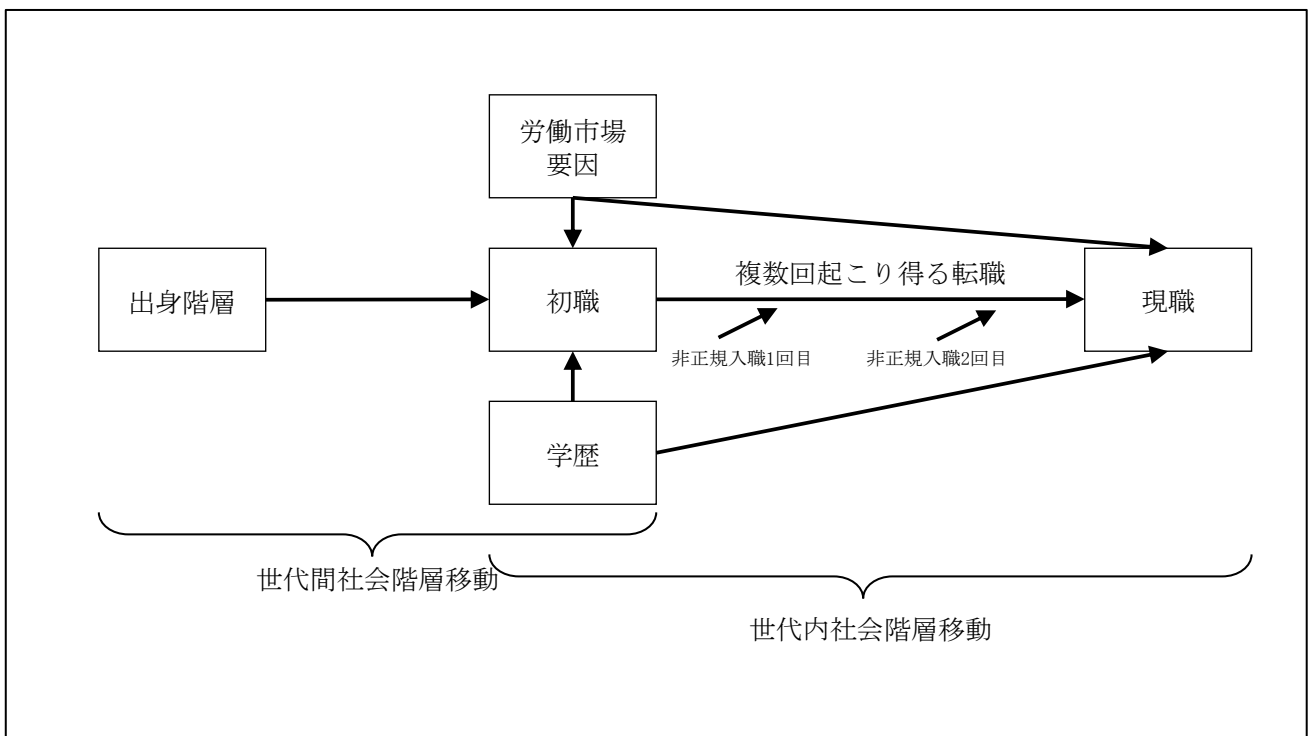 労働市場
要因
出身階層
初職
複数回起こり得る転職
現職
非正規入職1回目
非正規入職2回目
学歴
世代間社会階層移動
世代内社会階層移動